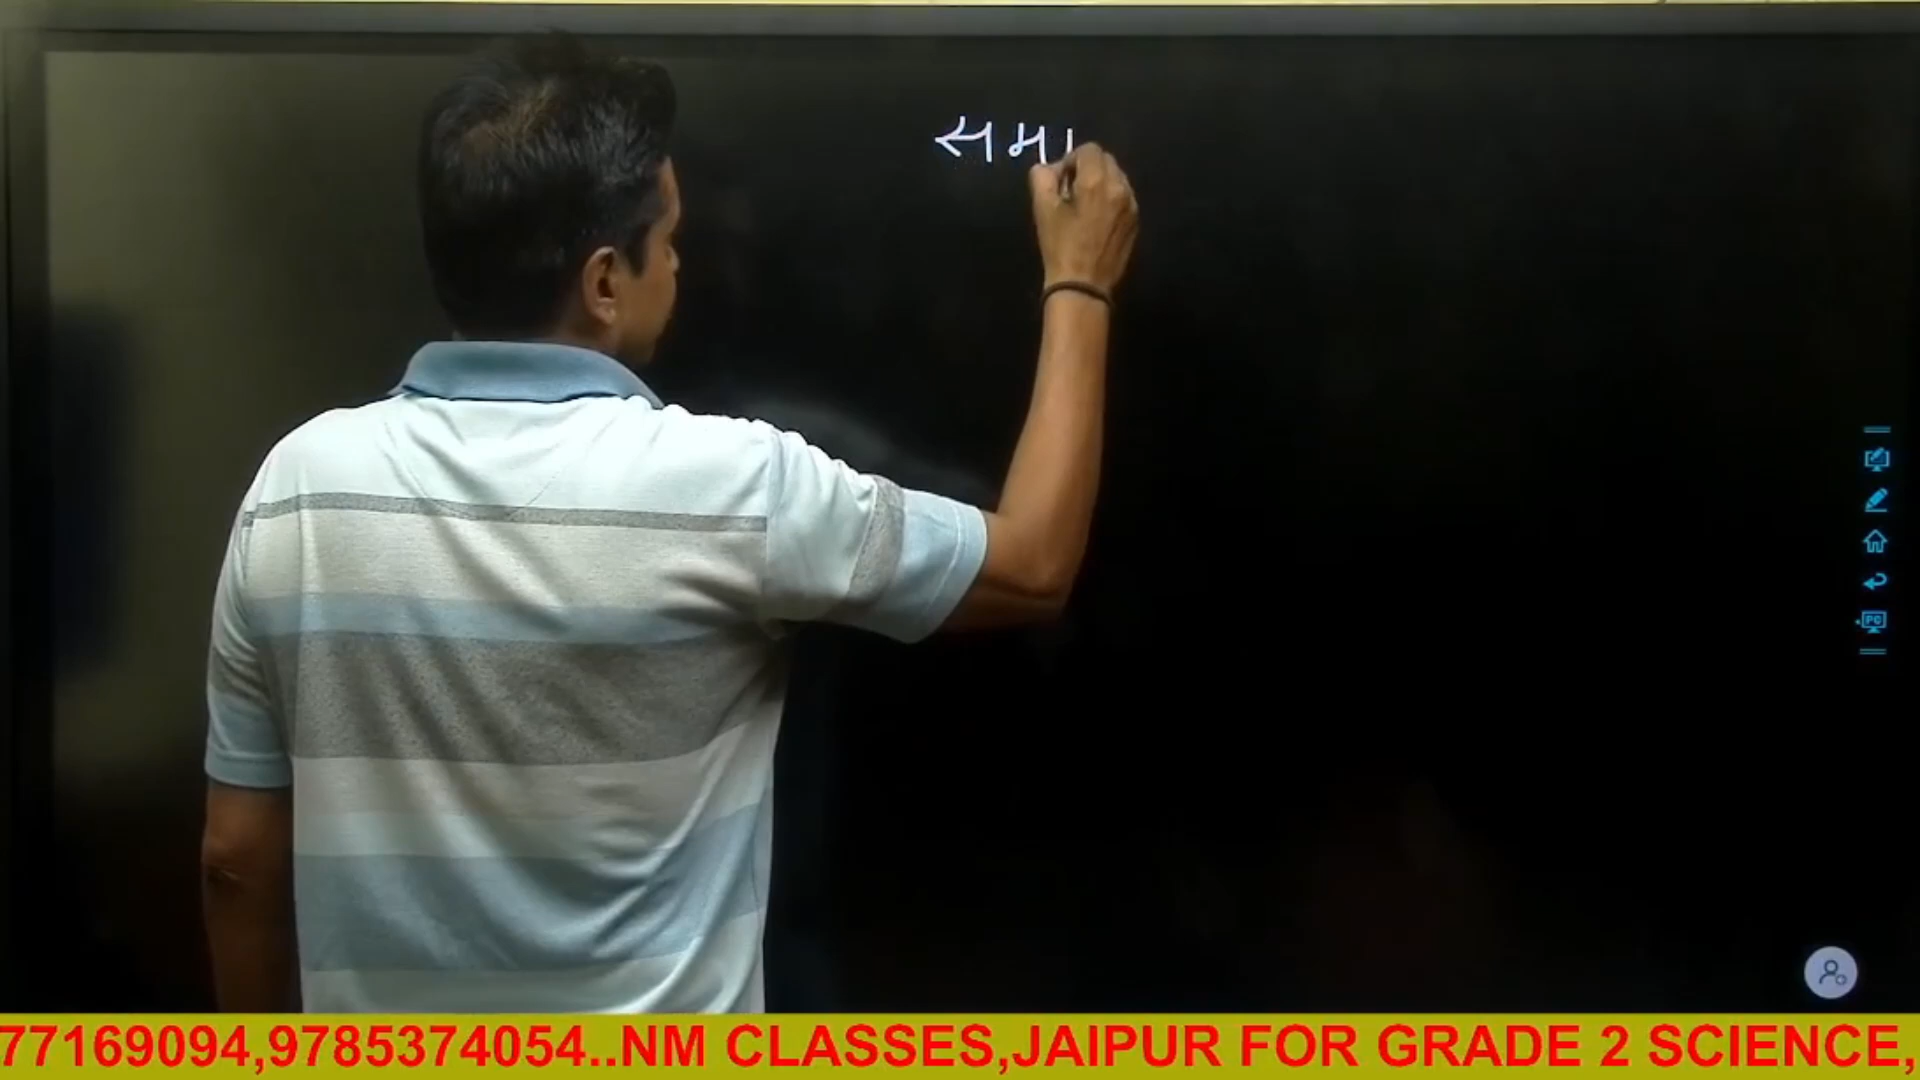 समा
77169094,9785374054..NM CLASSES,JAIPUR FOR GRADE 2 SCIENCE,